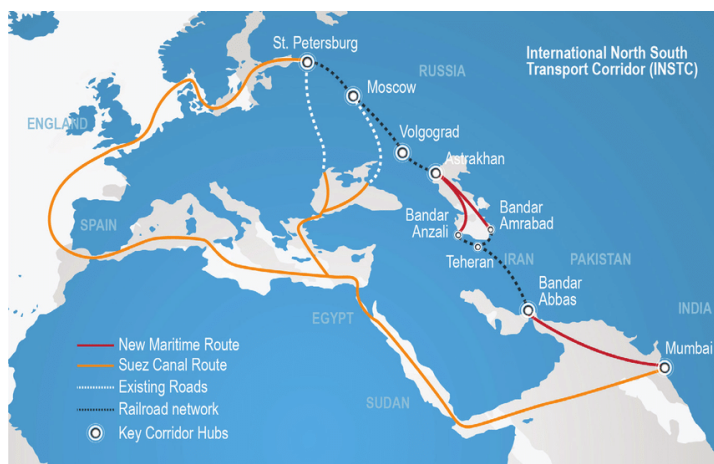 International North South
Transport Corridor (INSTC)
St. Petersburg
RUSSIA
Moscow
ENGLAND
Volgograd
Astrakhan
SPAIN
Bandar
Anzali
Bandar
Amrabad
Teheran
IRAN
PAKISTAN
Bandar
Abbas
EGYPT
INDIA
New Maritime Route
Mumbai
Suez Canal Route
Existing Roads
SUDAN
Railroad network
Key Corridor Hubs